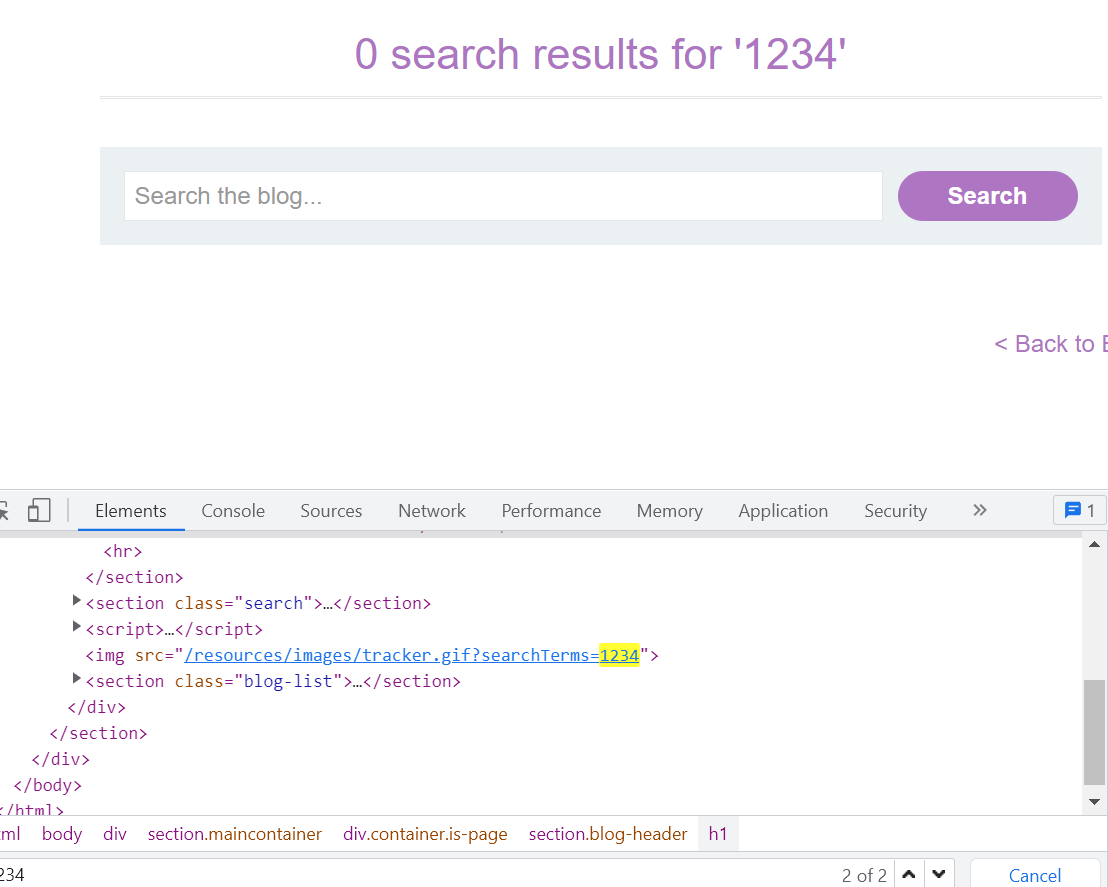 0 search results for '1234'
Search the blog...
Search
< Back to
Elements Console Sources Network Performance Memory Application Security 1
<hr>
</section>
<section class="search">…</section>
<script>…</script>
<img src="/resources/images/tracker.gif?searchTerms=1234">
<section class="blog-list">…</section>
</div>
</section>
</div>
</body>
</html>
ml body div section.maincontainer div.container.is-page section.blog-header h1
234 2 of 2 Cancel